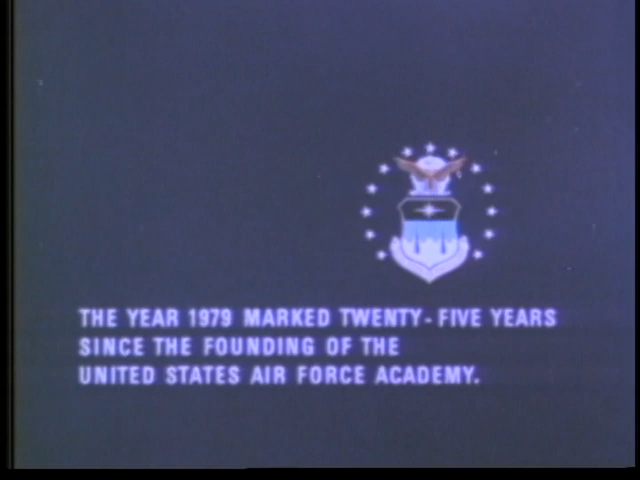 THE YEAR 1979 MARKED TWENTY-FIVE YEARS
SINCE THE FOUNDING OF THE
UNITED STATES AIR FORCE ACADEMY.